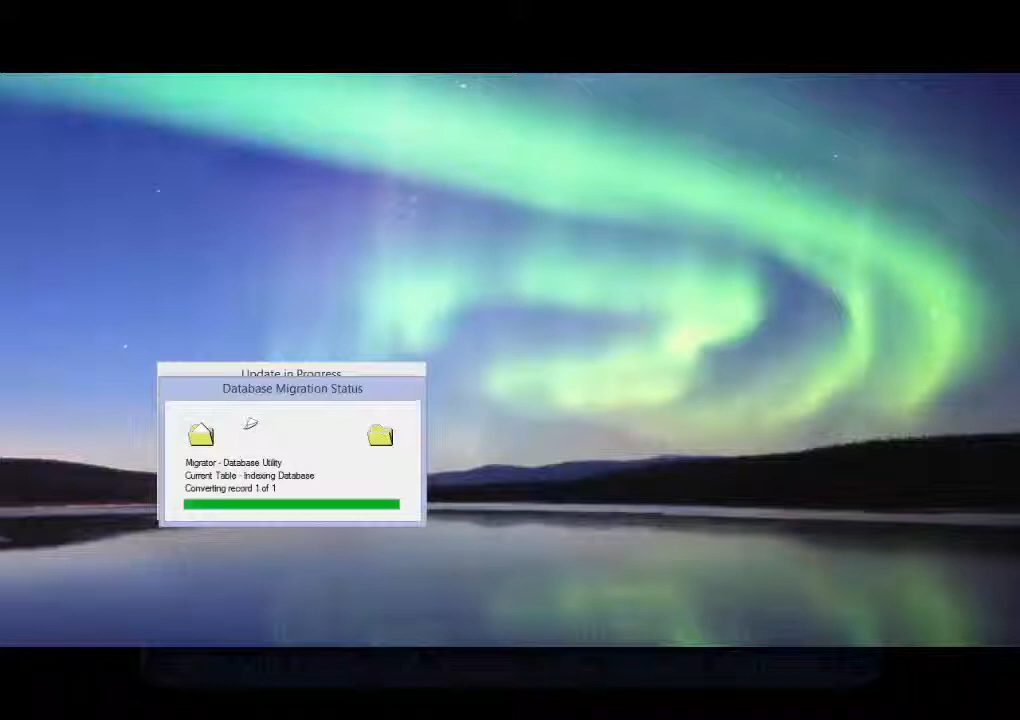 Update in Progress
Database Migration Status
Migrator - Database Utility
Current Table - Indexing Database
Converting record 1 of 1